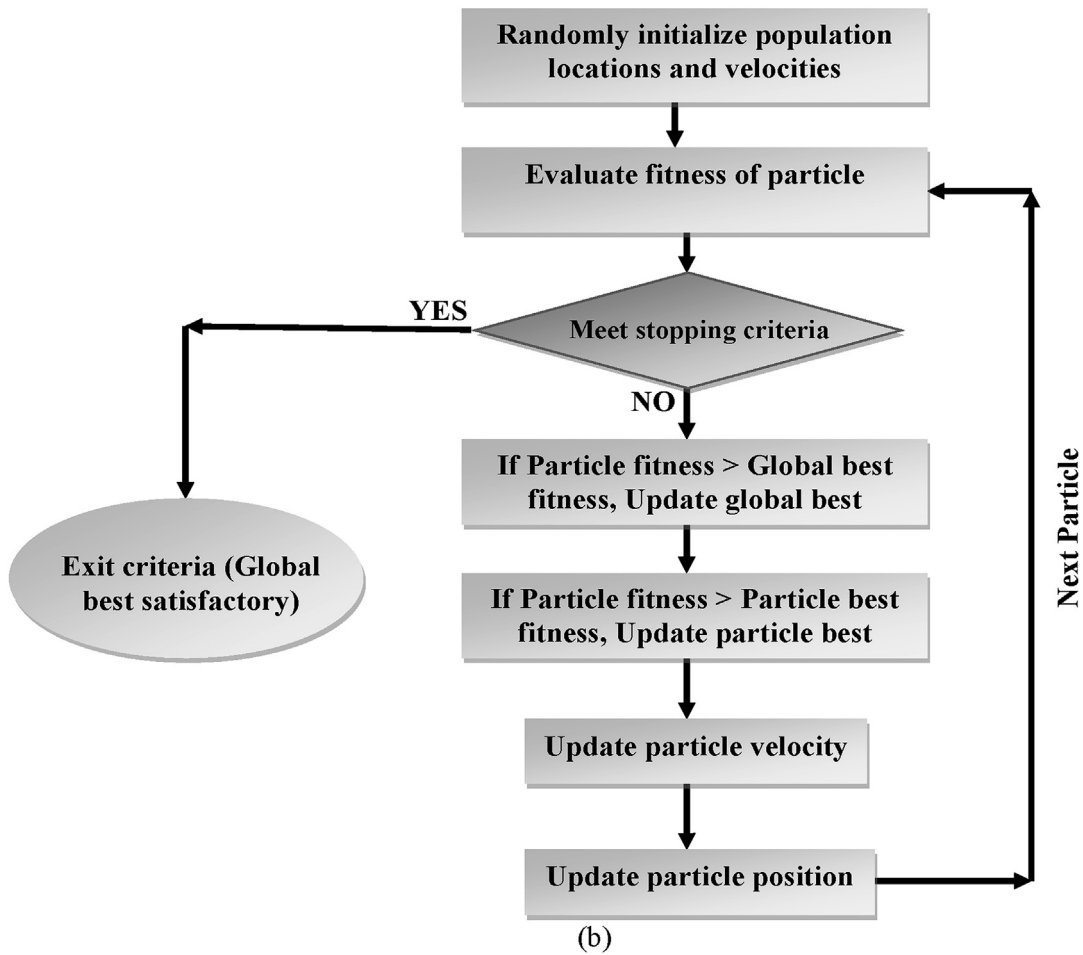 Randomly initialize population
locations and velocities
Evaluate fitness of particle
YES
Meet stopping criteria
NO
If Particle fitness > Global best
fitness, Update global best
Exit criteria (Global
best satisfactory)
If Particle fitness > Particle best
fitness, Update particle best
Next Particle
Update particle velocity
Update particle position
(b)